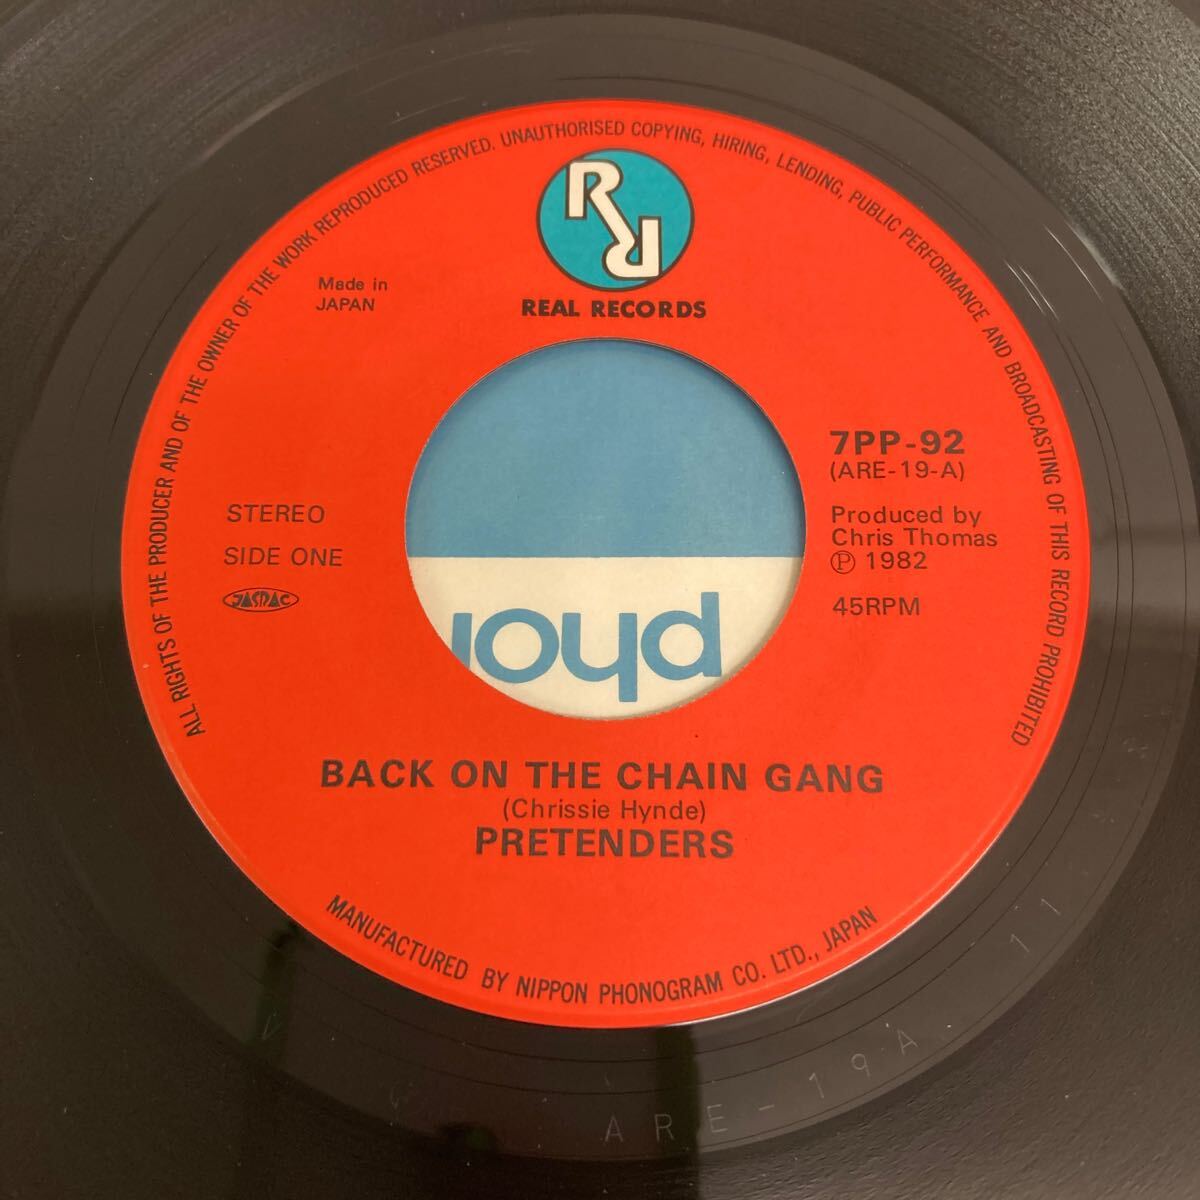 ALL RIGHTS OF THE PRODUCER AND OF THE OWNER OF THE WORK REPRODUCED RESERVED. UNAUTHORISED COPYING, HIRING, LENDING, PUBLIC PERFORMANCE AND BROADCASTING OF THIS RECORD PROHIBITED
RR
REAL RECORDS
Made in
JAPAN
7PP-92
(ARE-19-A)
STEREO
SIDE ONE
JASRAC
Produced by
Chris Thomas
Ⓟ 1982
45RPM
BACK ON THE CHAIN GANG
(Chrissie Hynde)
PRETENDERS
MANUFACTURED BY NIPPON PHONOGRAM CO. LTD., JAPAN
ARE-19A 11